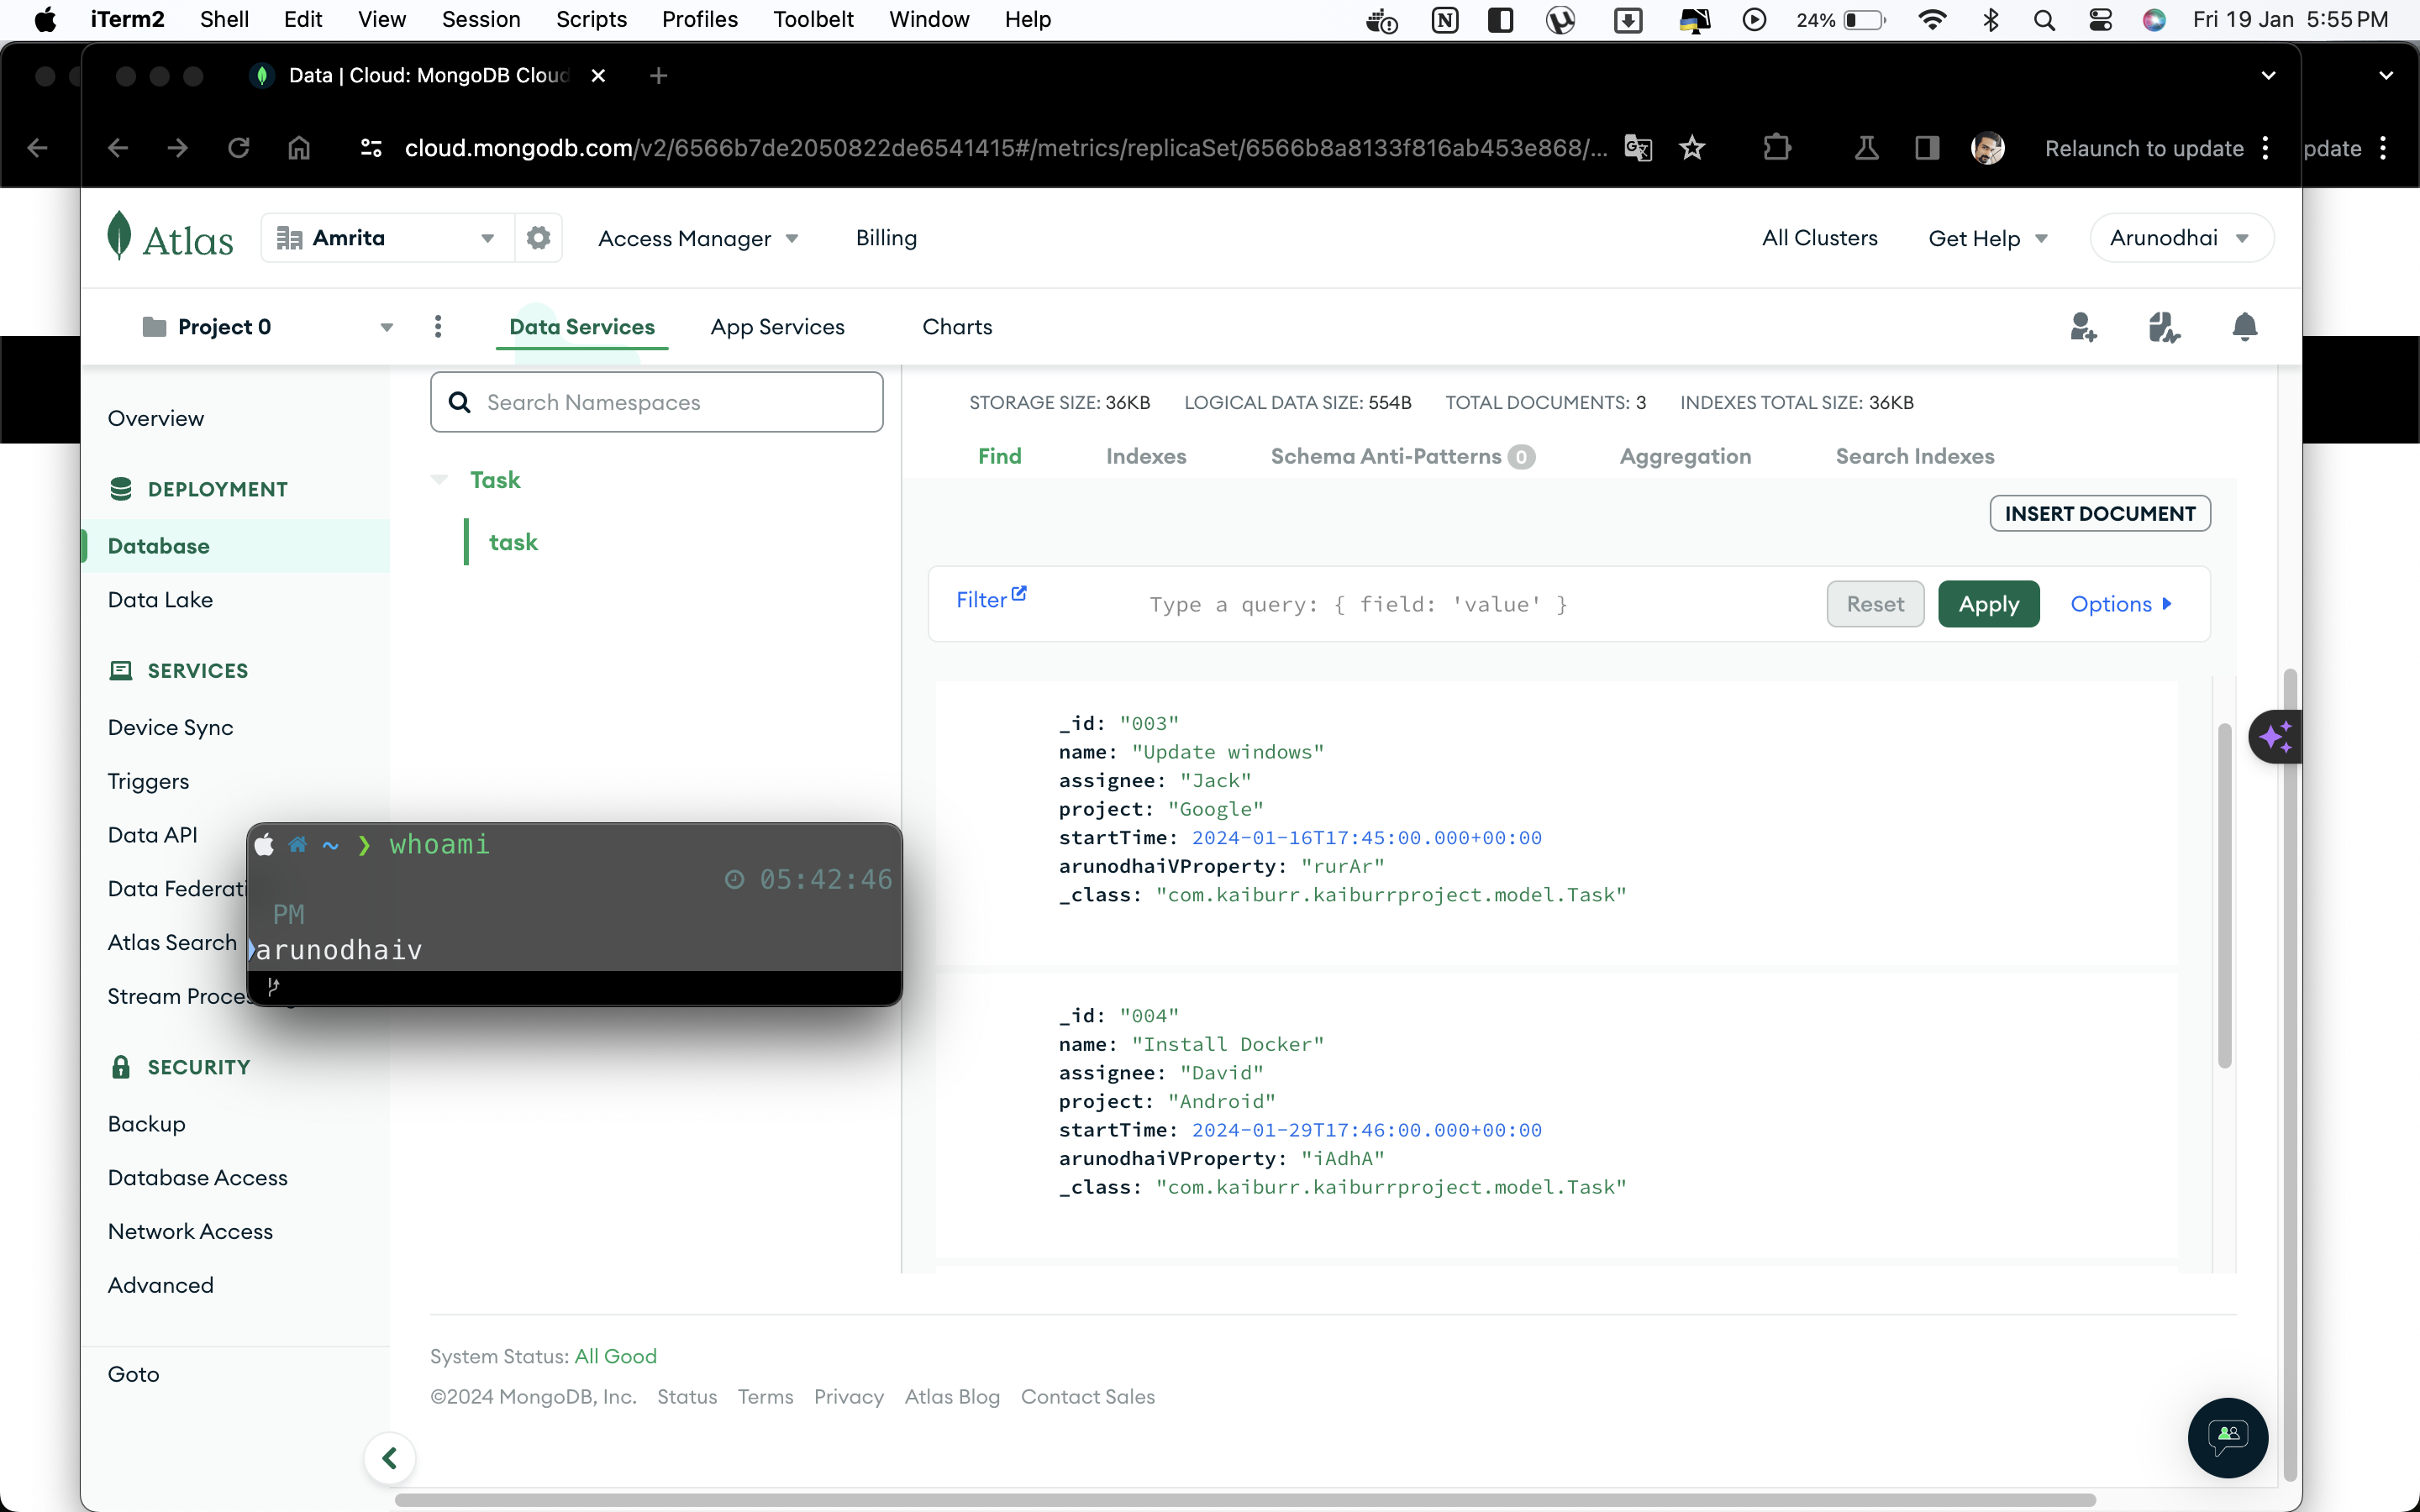 iTerm2 Shell Edit View Session Scripts Profiles Toolbelt Window Help 24% Fri 19 Jan 5:55 PM
Data | Cloud: MongoDB Cloud
cloud.mongodb.com/v2/6566b7de2050822de6541415#/metrics/replicaSet/6566b8a8133f816ab453e868/... Relaunch to update pdate
Atlas Amrita Access Manager Billing All Clusters Get Help Arunodhai
Project 0 Data Services App Services Charts
Overview
DEPLOYMENT
Database
Data Lake
SERVICES
Device Sync
Triggers
Data API
Data Federati
Atlas Search
Stream Proces
SECURITY
Backup
Database Access
Network Access
Advanced
Goto
Search Namespaces
Task
task
whoami
05:42:46
PM
arunodhaiv
STORAGE SIZE: 36KB LOGICAL DATA SIZE: 554B TOTAL DOCUMENTS: 3 INDEXES TOTAL SIZE: 36KB
Find Indexes Schema Anti-Patterns 0 Aggregation Search Indexes
INSERT DOCUMENT
Filter Type a query: { field: 'value' } Reset Apply Options
_id: "003"
name: "Update windows"
assignee: "Jack"
project: "Google"
startTime: 2024-01-16T17:45:00.000+00:00
arunodhaiVProperty: "rurAr"
_class: "com.kaiburr.kaiburrproject.model.Task"
_id: "004"
name: "Install Docker"
assignee: "David"
project: "Android"
startTime: 2024-01-29T17:46:00.000+00:00
arunodhaiVProperty: "iAdhA"
_class: "com.kaiburr.kaiburrproject.model.Task"
System Status: All Good
©2024 MongoDB, Inc. Status Terms Privacy Atlas Blog Contact Sales